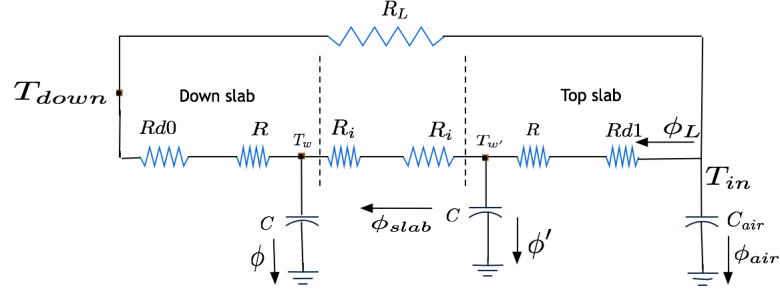 R_L
Down slab
Top slab
T_down
Rd0
R
T_w
R_i
R_i
T_w'
R
Rd1
ϕ_L
T_in
C
ϕ_slab
C
C_air
ϕ
ϕ'
ϕ_air